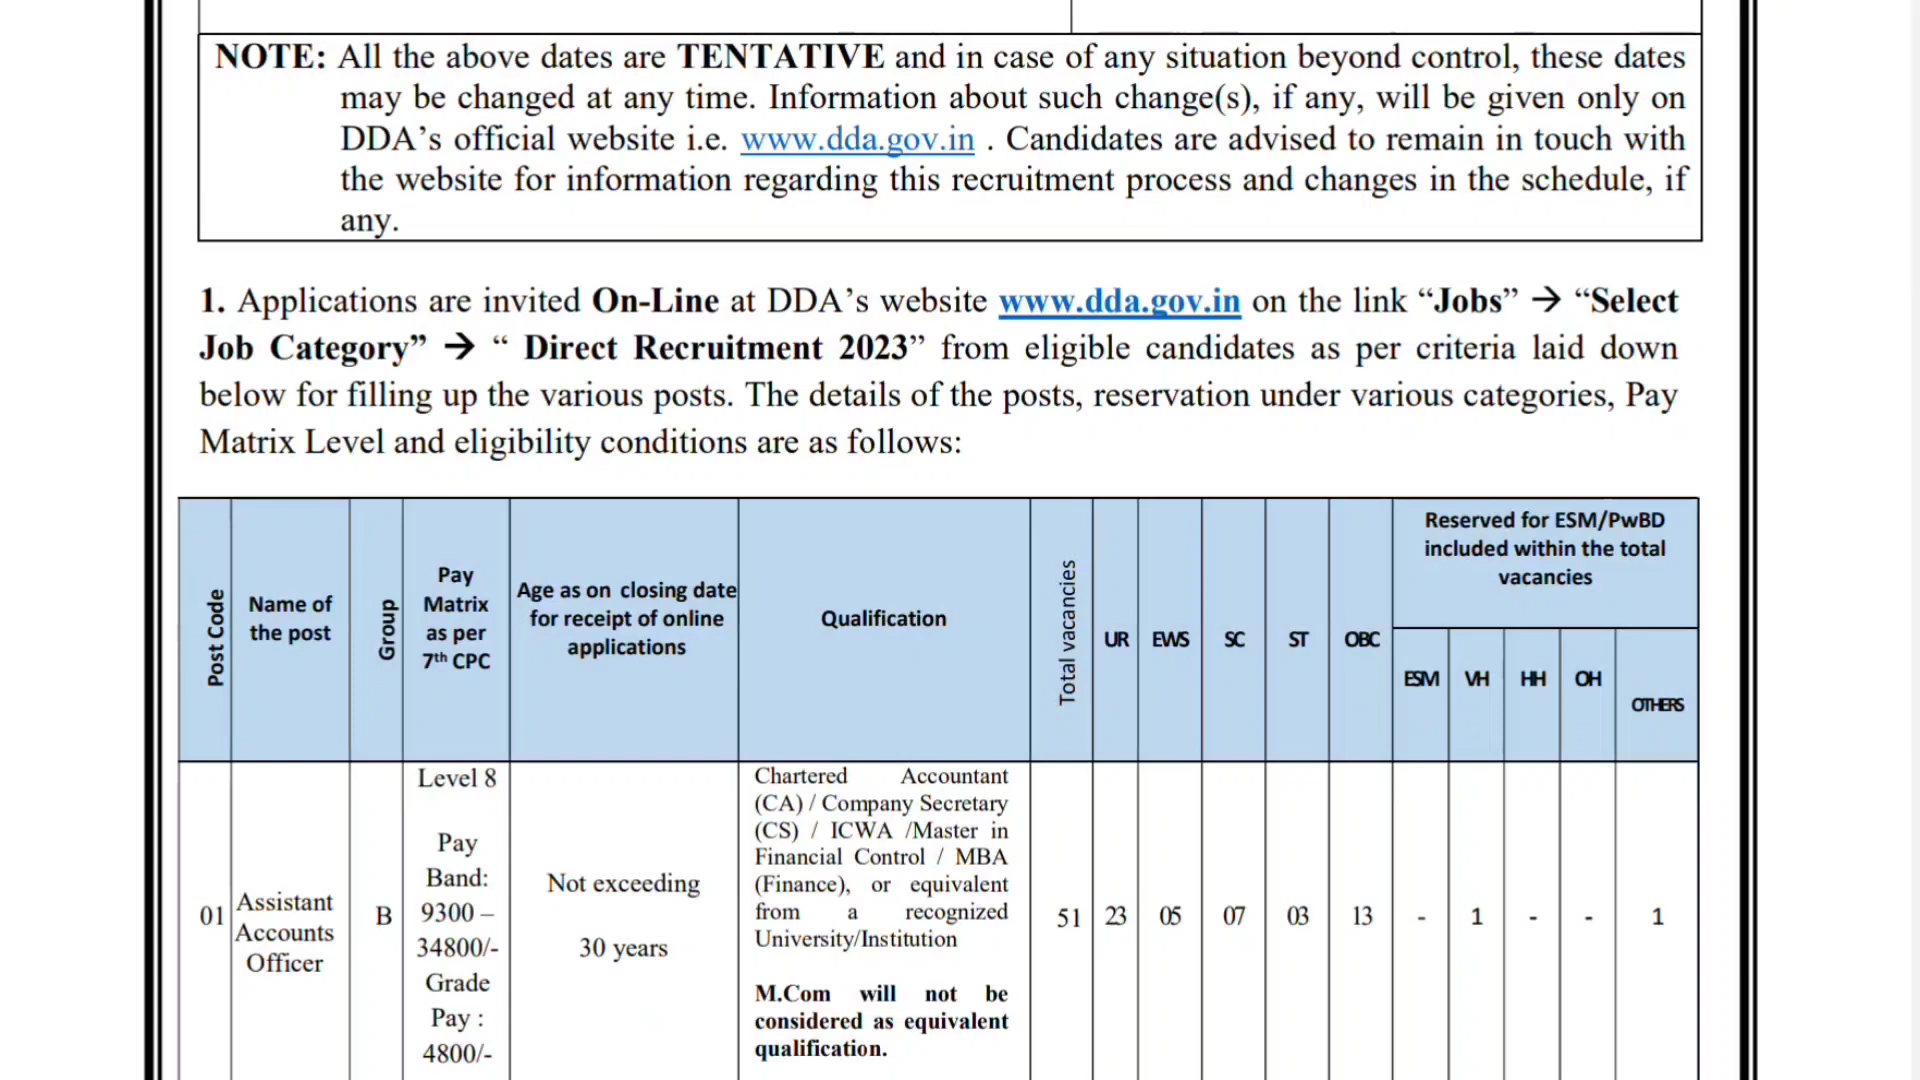 NOTE: All the above dates are TENTATIVE and in case of any situation beyond control, these dates
may be changed at any time. Information about such change(s), if any, will be given only on
DDA’s official website i.e. www.dda.gov.in . Candidates are advised to remain in touch with
the website for information regarding this recruitment process and changes in the schedule, if
any.
1. Applications are invited On-Line at DDA’s website www.dda.gov.in on the link “Jobs” → “Select
Job Category” → “ Direct Recruitment 2023” from eligible candidates as per criteria laid down
below for filling up the various posts. The details of the posts, reservation under various categories, Pay
Matrix Level and eligibility conditions are as follows:
Post Code
Name of
the post
Group
Pay
Matrix
as per
7th CPC
Age as on closing date
for receipt of online
applications
Qualification
Total vacancies
UR
EWS
SC
ST
OBC
Reserved for ESM/PwBD
included within the total
vacancies
ESM
VH
HH
OH
OTHERS
01
Assistant
Accounts
Officer
B
Level 8
Pay
Band:
9300 –
34800/-
Grade
Pay :
4800/-
Not exceeding
30 years
Chartered Accountant
(CA) / Company Secretary
(CS) / ICWA /Master in
Financial Control / MBA
(Finance), or equivalent
from a recognized
University/Institution
M.Com will not be
considered as equivalent
qualification.
51
23
05
07
03
13
-
1
-
-
1